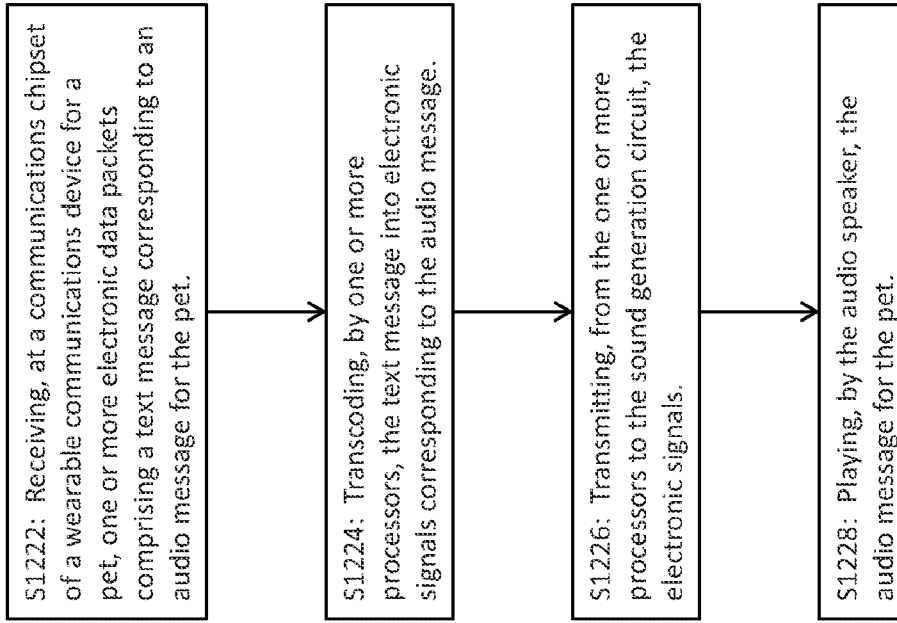 S1222: Receiving, at a communications chipset
of a wearable communications device for a
pet, one or more electronic data packets
comprising a text message corresponding to an
audio message for the pet.
S1224: Transcoding, by one or more
processors, the text message into electronic
signals corresponding to the audio message.
S1226: Transmitting, from the one or more
processors to the sound generation circuit, the
electronic signals.
S1228: Playing, by the audio speaker, the
audio message for the pet.